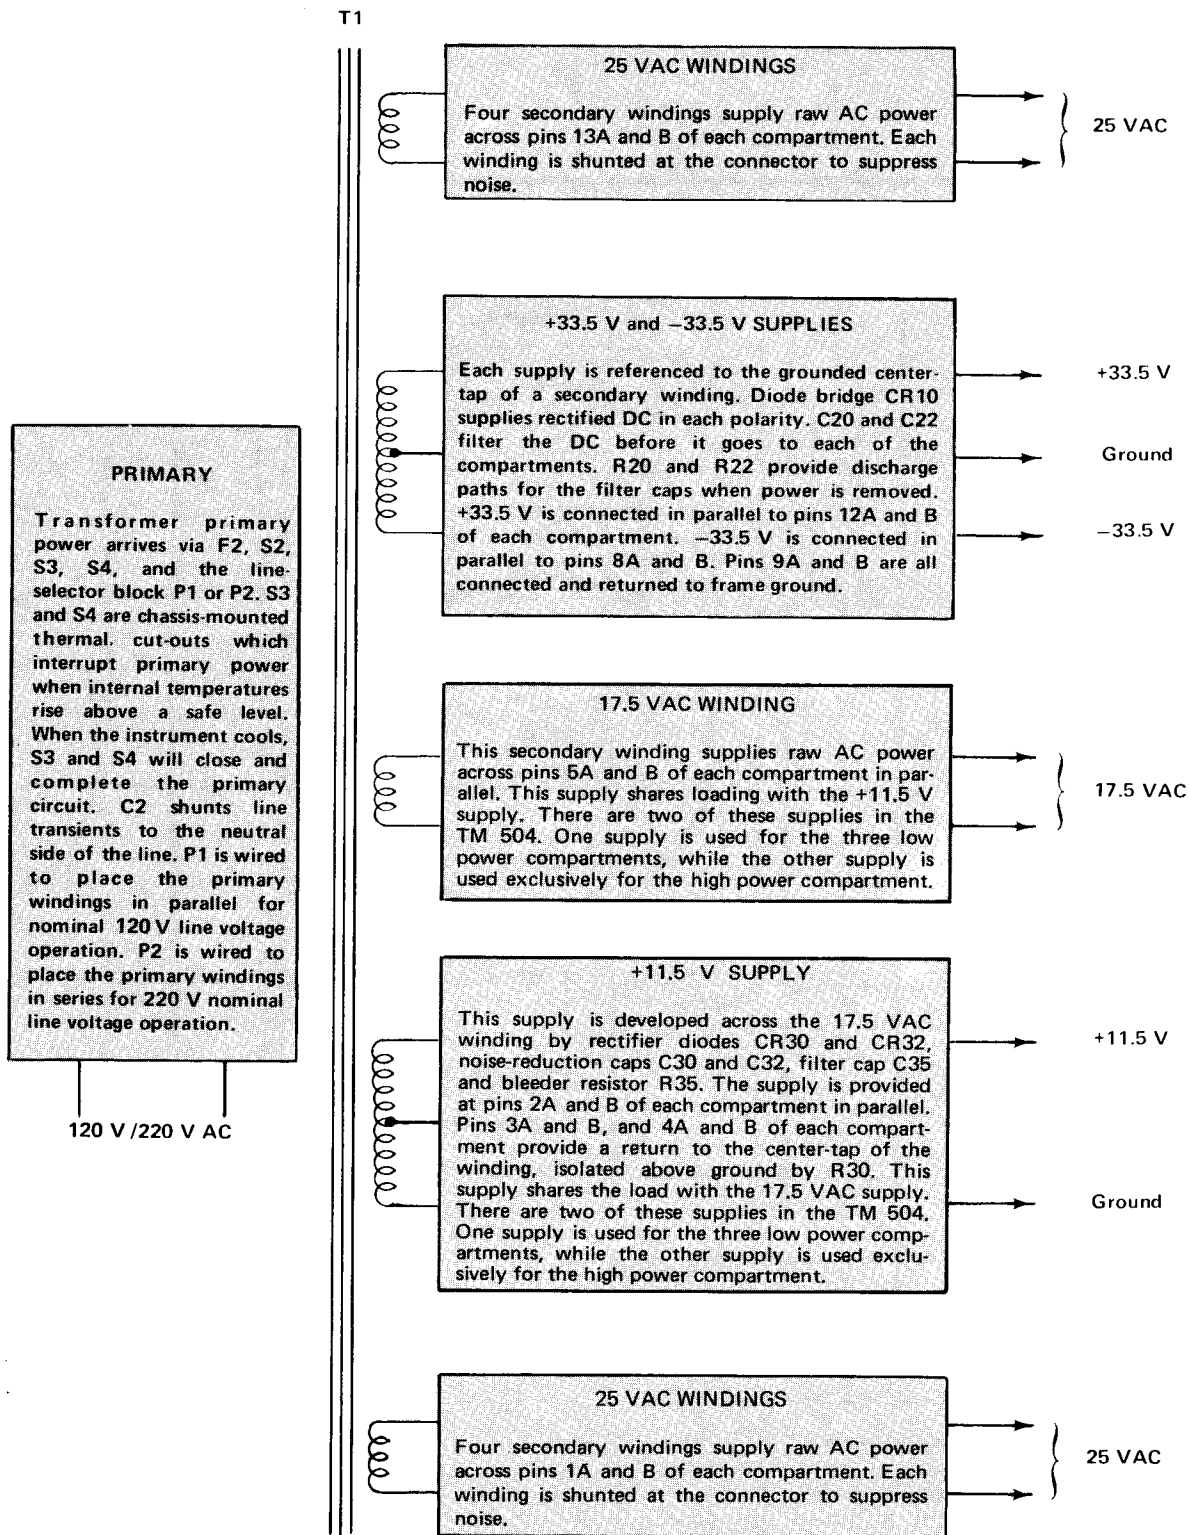 T1
25 VAC WINDINGS
Four secondary windings supply raw AC power
across pins 13A and B of each compartment. Each
winding is shunted at the connector to suppress
noise.
25 VAC
+33.5 V and −33.5 V SUPPLIES
Each supply is referenced to the grounded center-
tap of a secondary winding. Diode bridge CR10
supplies rectified DC in each polarity. C20 and C22
filter the DC before it goes to each of the
compartments. R20 and R22 provide discharge
paths for the filter caps when power is removed.
+33.5 V is connected in parallel to pins 12A and B
of each compartment. −33.5 V is connected in
parallel to pins 8A and B. Pins 9A and B are all
connected and returned to frame ground.
+33.5 V
Ground
−33.5 V
PRIMARY
Transformer primary
power arrives via F2, S2,
S3, S4, and the line-
selector block P1 or P2. S3
and S4 are chassis-mounted
thermal. cut-outs which
interrupt primary power
when internal temperatures
rise above a safe level.
When the instrument cools,
S3 and S4 will close and
complete the primary
circuit. C2 shunts line
transients to the neutral
side of the line. P1 is wired
to place the primary
windings in parallel for
nominal 120 V line voltage
operation. P2 is wired to
place the primary windings
in series for 220 V nominal
line voltage operation.
120 V/220 V AC
17.5 VAC WINDING
This secondary winding supplies raw AC power
across pins 5A and B of each compartment in par-
allel. This supply shares loading with the +11.5 V
supply. There are two of these supplies in the
TM 504. One supply is used for the three low
power compartments, while the other supply is
used exclusively for the high power compartment.
17.5 VAC
+11.5 V SUPPLY
This supply is developed across the 17.5 VAC
winding by rectifier diodes CR30 and CR32,
noise-reduction caps C30 and C32, filter cap C35
and bleeder resistor R35. The supply is provided
at pins 2A and B of each compartment in parallel.
Pins 3A and B, and 4A and B of each compart-
ment provide a return to the center-tap of the
winding, isolated above ground by R30. This
supply shares the load with the 17.5 VAC supply.
There are two of these supplies in the TM 504.
One supply is used for the three low power comp-
artments, while the other supply is used exclu-
sively for the high power compartment.
+11.5 V
Ground
25 VAC WINDINGS
Four secondary windings supply raw AC power
across pins 1A and B of each compartment. Each
winding is shunted at the connector to suppress
noise.
25 VAC